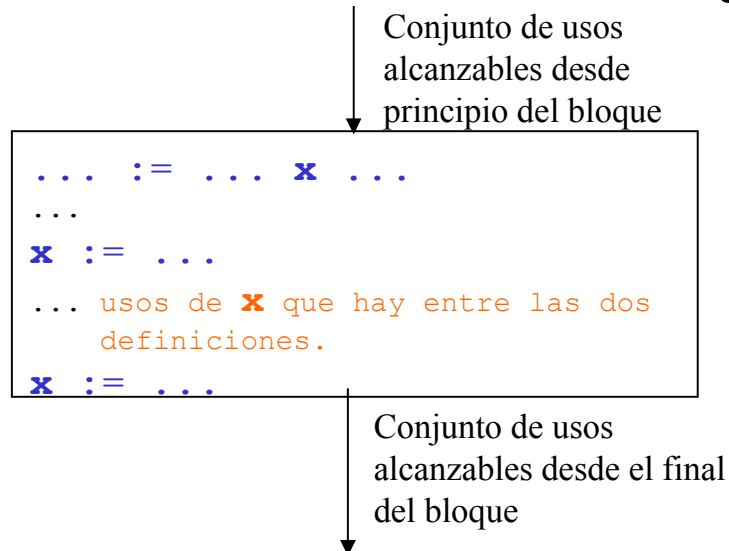 Conjunto de usos
alcanzables desde
principio del bloque
... := ... x ...
...
x := ...
... usos de x que hay entre las dos
definiciones.
x := ...
Conjunto de usos
alcanzables desde el final
del bloque